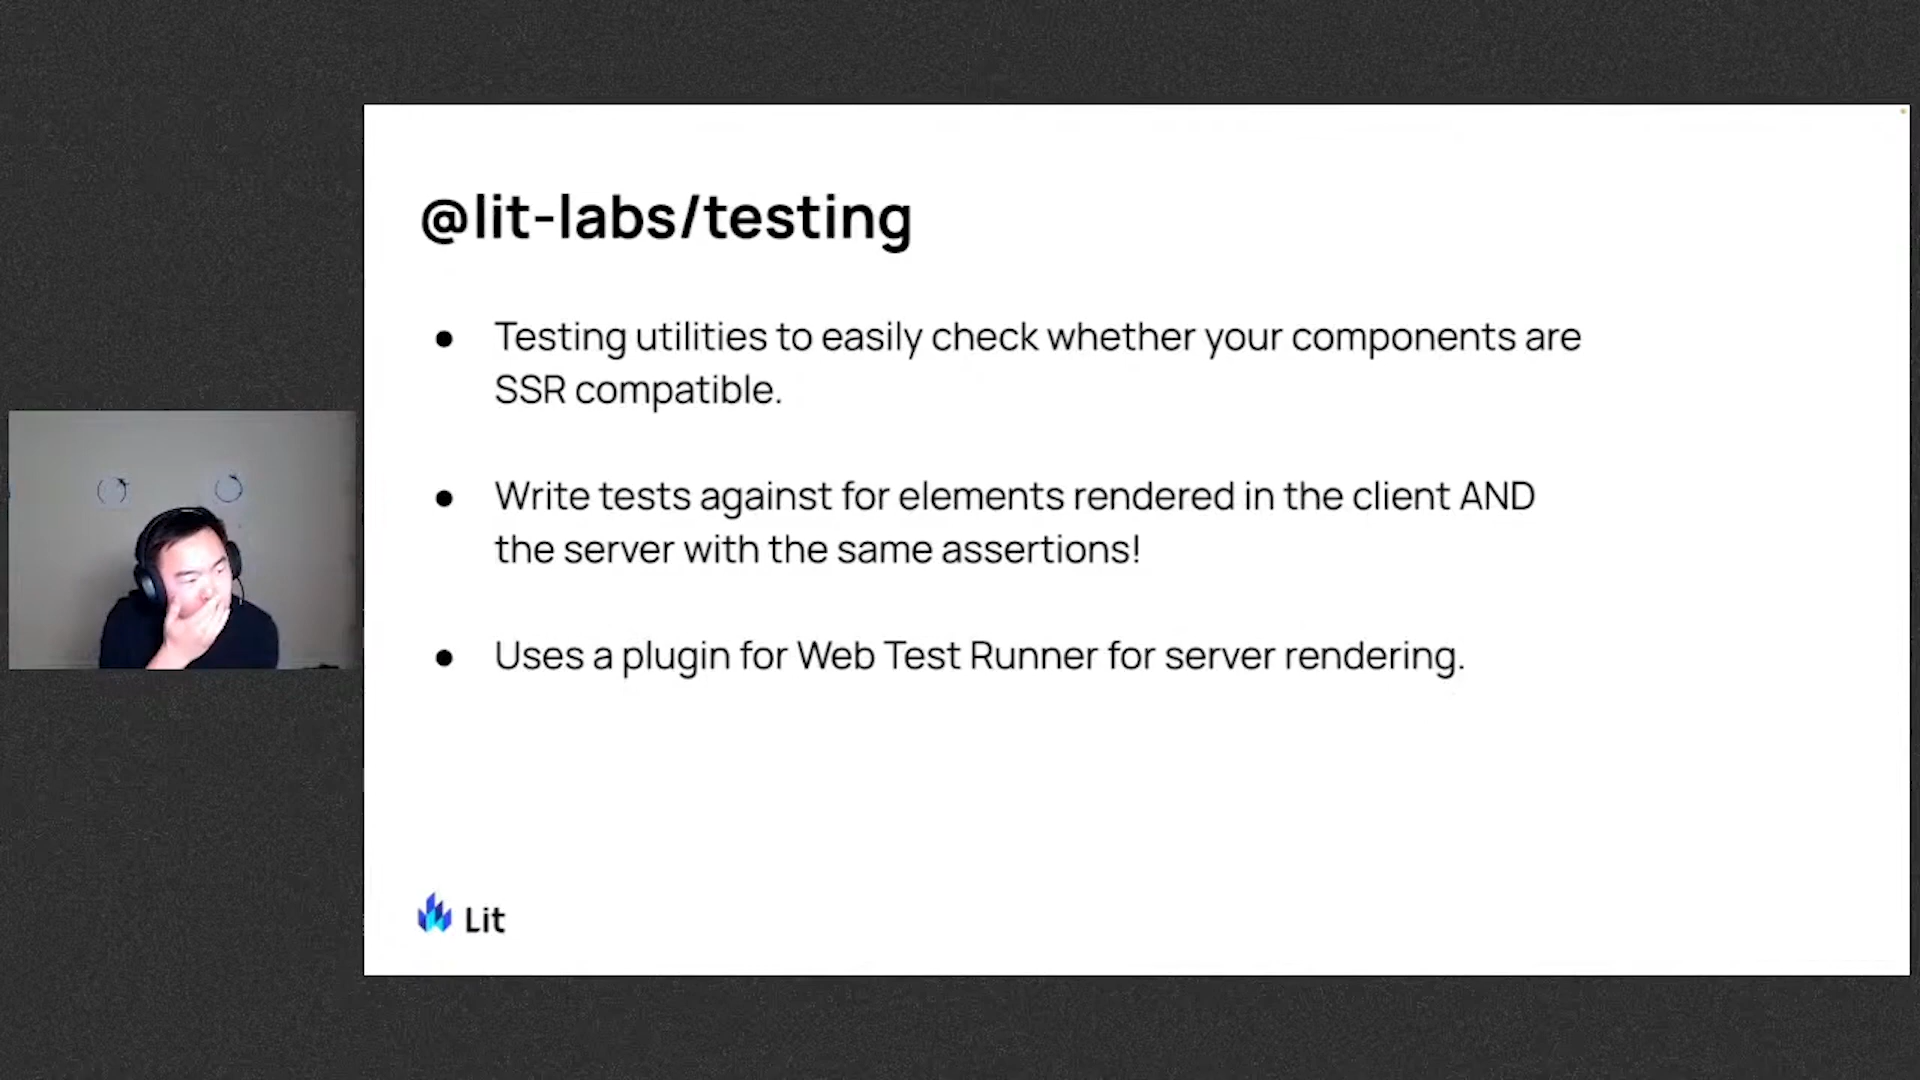 @lit-labs/testing
● Testing utilities to easily check whether your components are
SSR compatible.
● Write tests against for elements rendered in the client AND
the server with the same assertions!
● Uses a plugin for Web Test Runner for server rendering.
Lit